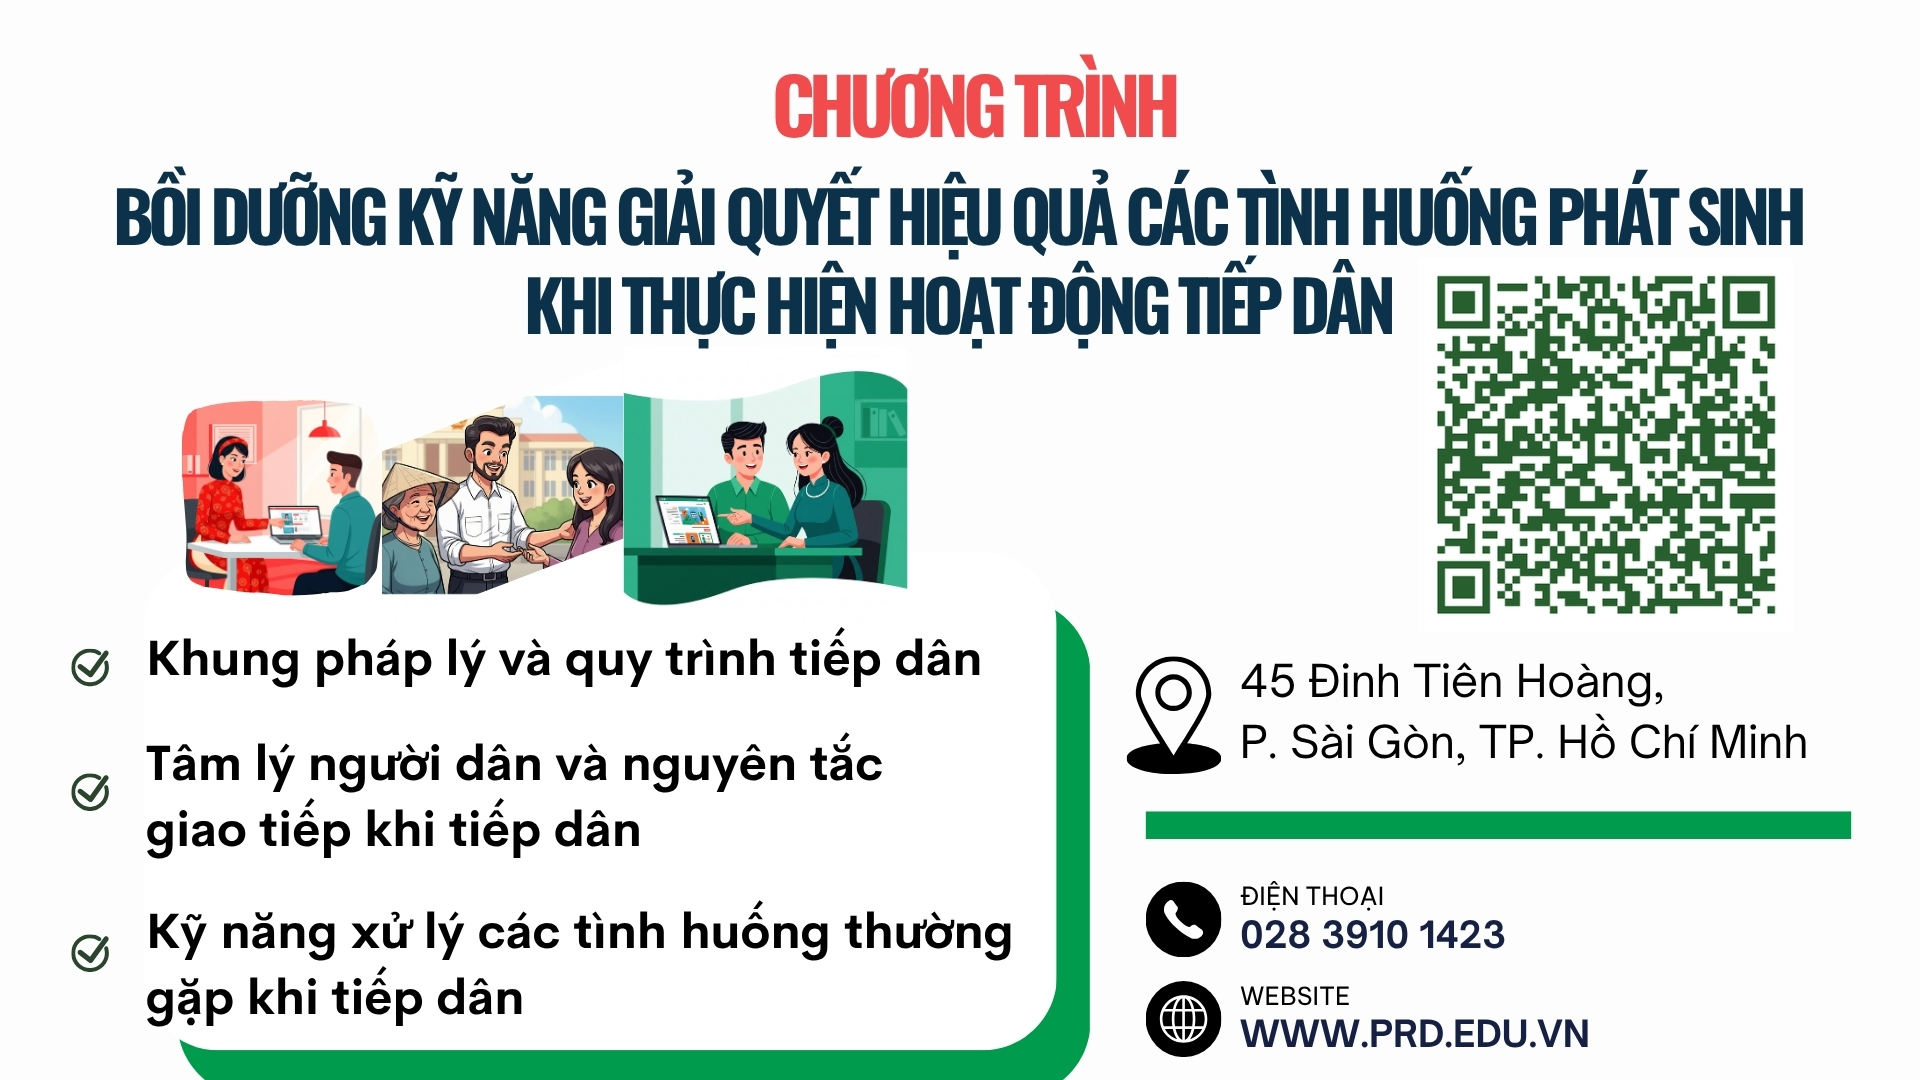 CHƯƠNG TRÌNH
BỒI DƯỠNG KỸ NĂNG GIẢI QUYẾT HIỆU QUẢ CÁC TÌNH HUỐNG PHÁT SINH
KHI THỰC HIỆN HOẠT ĐỘNG TIẾP DÂN
Khung pháp lý và quy trình tiếp dân
Tâm lý người dân và nguyên tắc
giao tiếp khi tiếp dân
Kỹ năng xử lý các tình huống thường
gặp khi tiếp dân
45 Đinh Tiên Hoàng,
P. Sài Gòn, TP. Hồ Chí Minh
ĐIỆN THOẠI
028 3910 1423
WEBSITE
WWW.PRD.EDU.VN